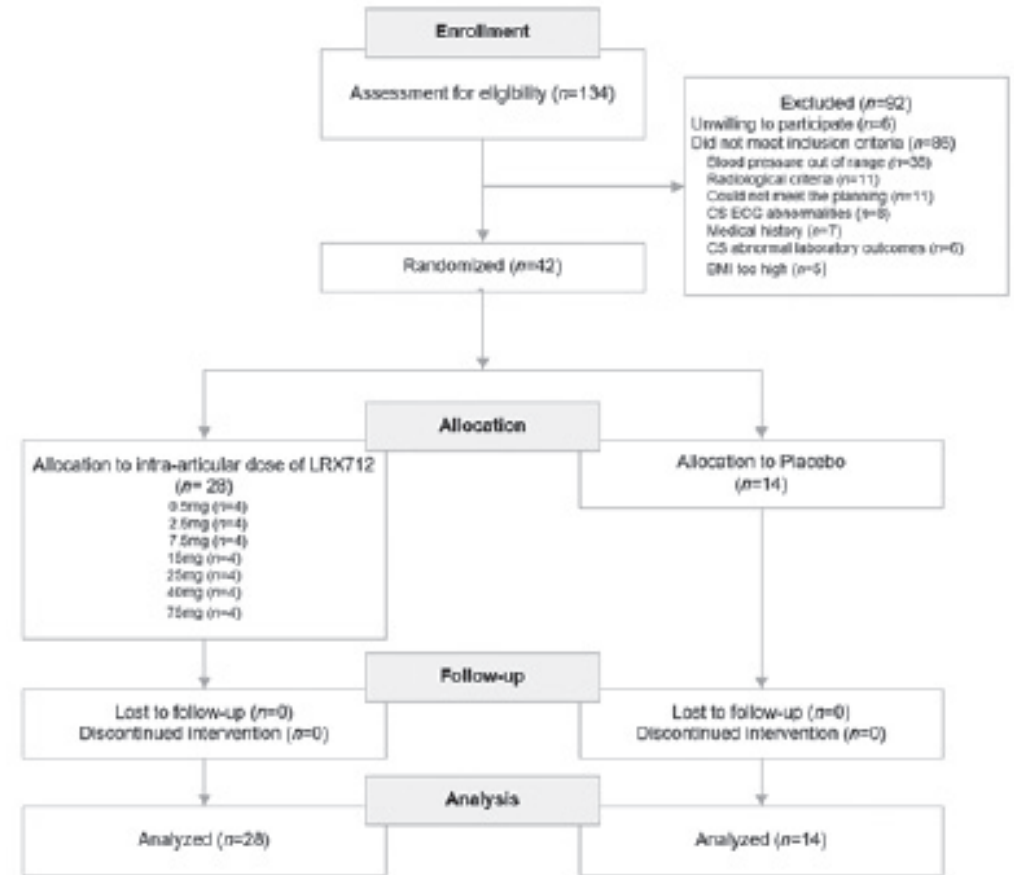 Enrollment
Assessment for eligibility (n=134)
Excluded (n=92)
Unwilling to participate (n=6)
Did not meet inclusion criteria (n=86)
Blood pressure out of range (n=38)
Radiological criteria (n=11)
Could not meet the planning (n=11)
CS ECG abnormalities (n=8)
Medical history (n=7)
CS abnormal laboratory outcomes (n=6)
BMI too high (n=5)
Randomized (n=42)
Allocation
Allocation to intra-articular dose of LRX712
(n= 28)
0.5mg (n=4)
2.5mg (n=4)
7.5mg (n=4)
15mg (n=4)
25mg (n=4)
40mg (n=4)
75mg (n=4)
Allocation to Placebo
(n=14)
Follow-up
Lost to follow-up (n=0)
Discontinued intervention (n=0)
Lost to follow-up (n=0)
Discontinued intervention (n=0)
Analysis
Analyzed (n=28)
Analyzed (n=14)